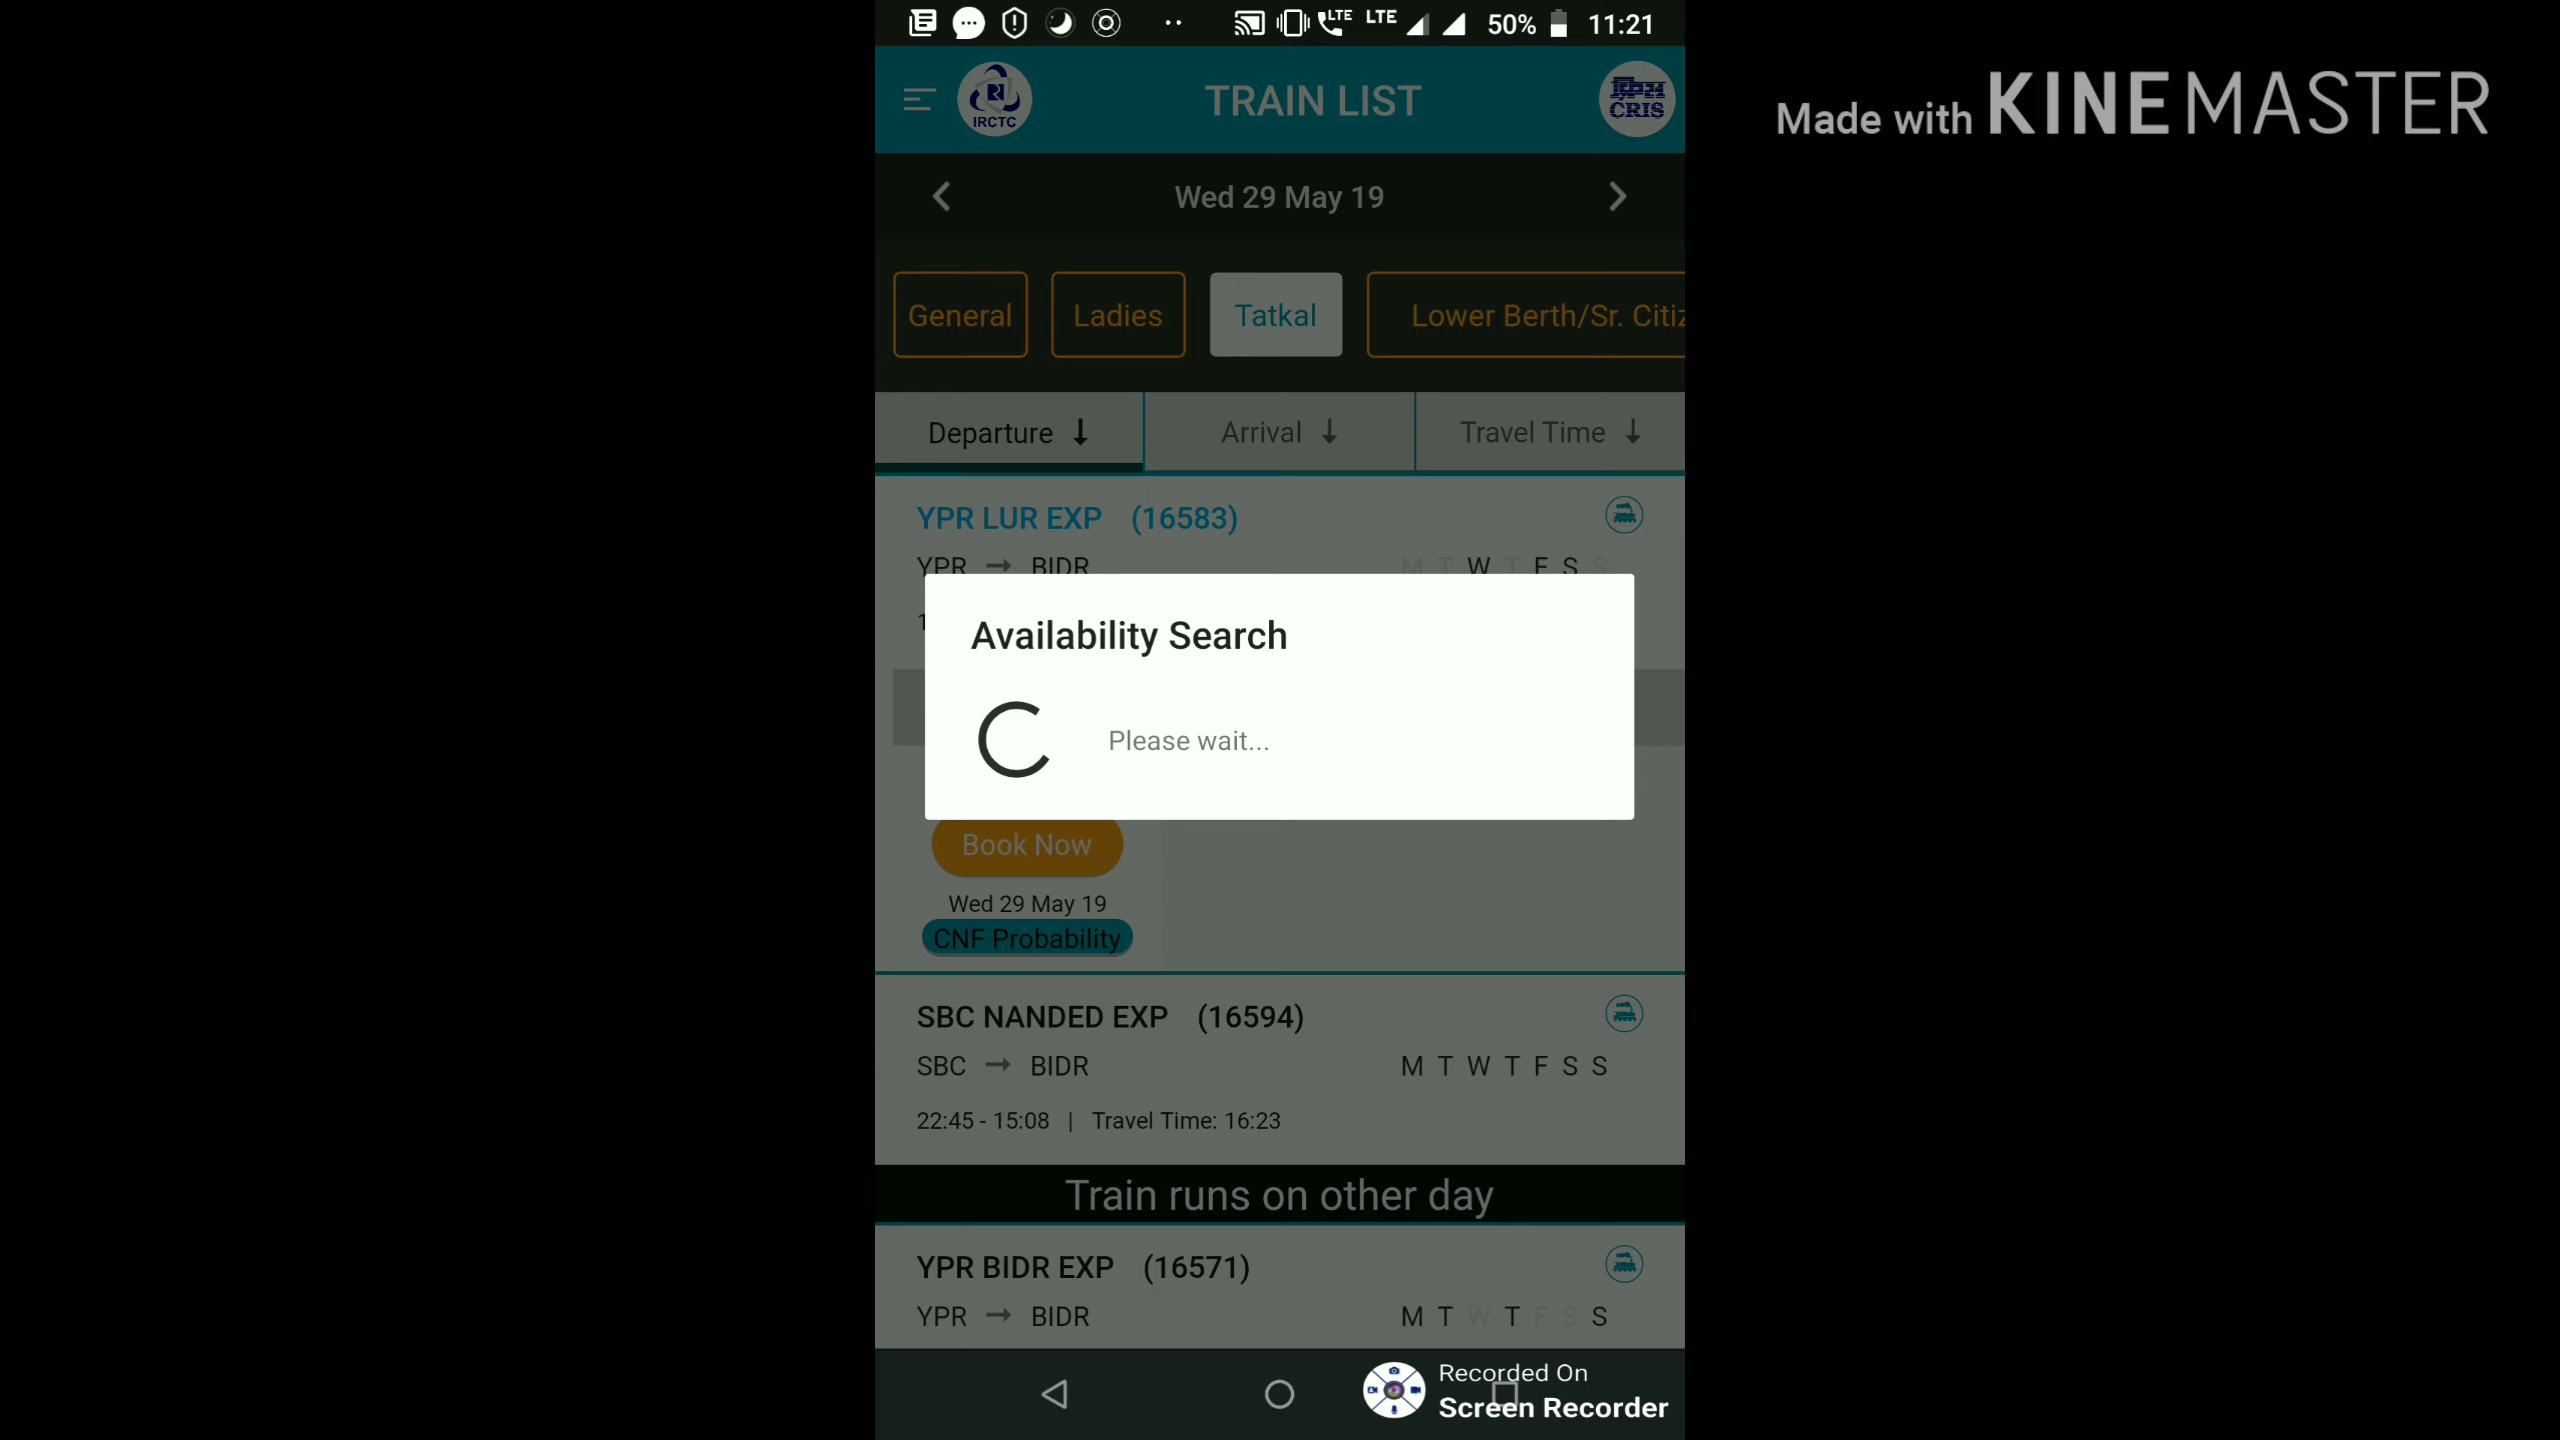 50% 11:21
LTE LTE
IRCTC
TRAIN LIST
CRIS
Made with KINEMASTER
Wed 29 May 19
General Ladies Tatkal Lower Berth/Sr. Citiz
Departure Arrival Travel Time
YPR LUR EXP (16583)
YPR → BIDR M T W T F S S
Availability Search
Please wait...
Book Now
Wed 29 May 19
CNF Probability
SBC NANDED EXP (16594)
SBC → BIDR M T W T F S S
22:45 - 15:08 | Travel Time: 16:23
Train runs on other day
YPR BIDR EXP (16571)
YPR → BIDR M T W T F S S
Recorded On
Screen Recorder